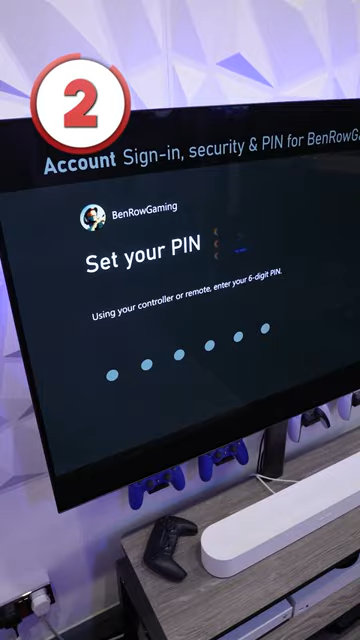 2
Account Sign-in, security & PIN for BenRowGa
BenRowGaming
Set your PIN
Using your controller or remote, enter your 6-digit PIN.